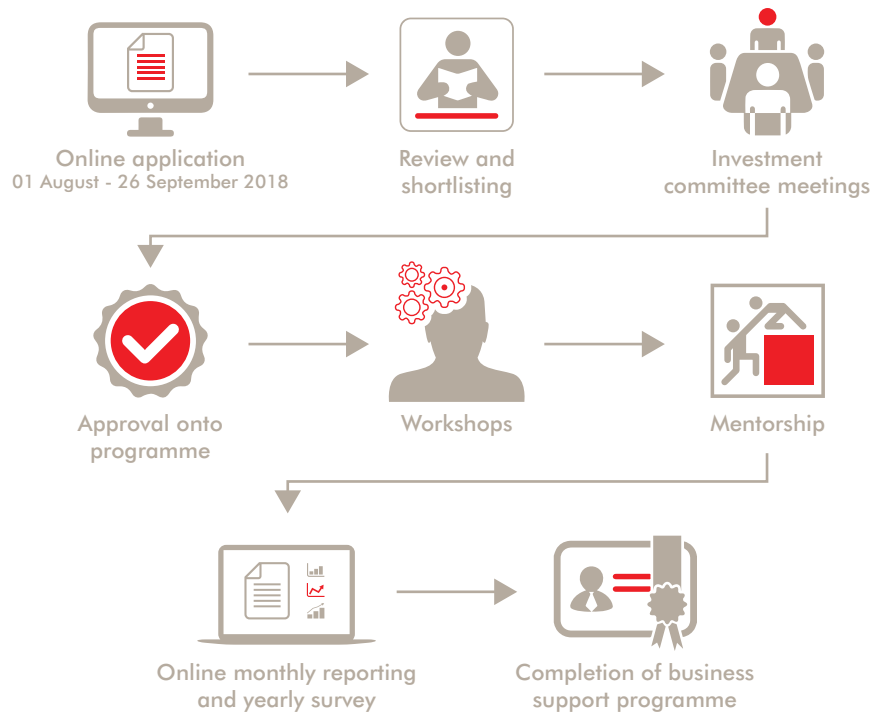 Online application
01 August - 26 September 2018
Review and
shortlisting
Investment
committee meetings
Approval onto
programme
Workshops
Mentorship
Online monthly reporting
and yearly survey
Completion of business
support programme